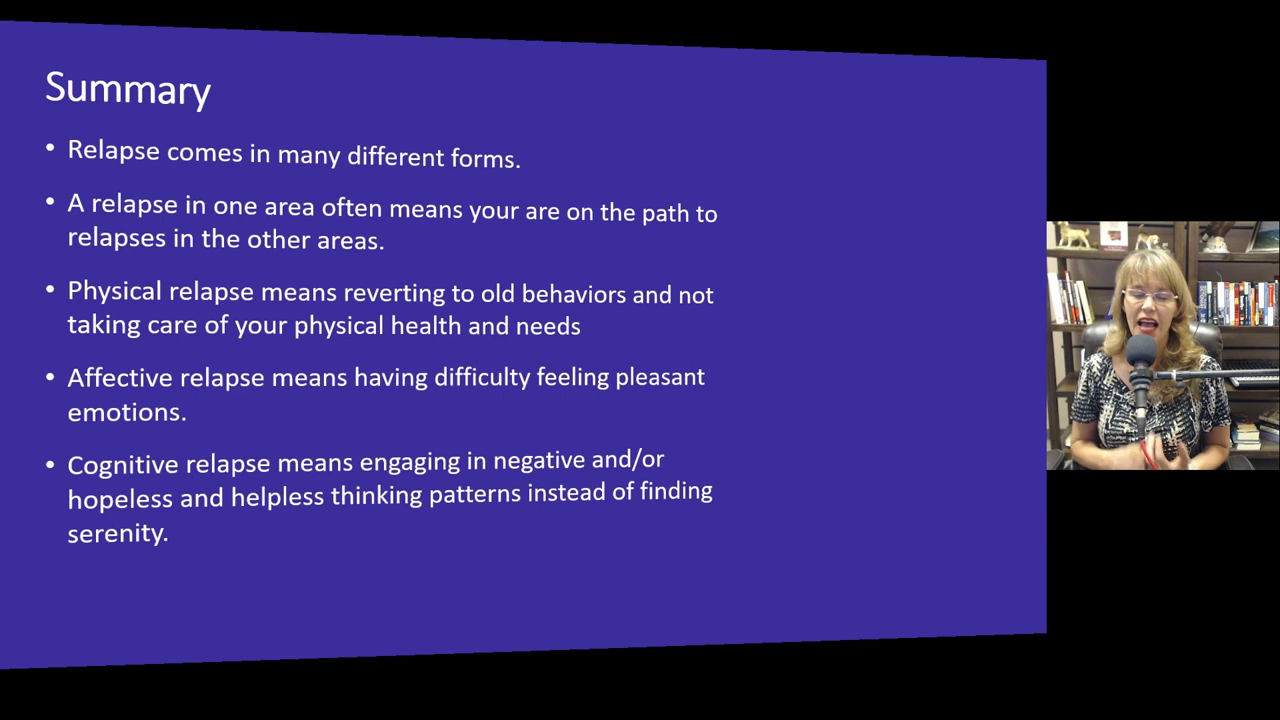 Summary
• Relapse comes in many different forms.
• A relapse in one area often means your are on the path to
relapses in the other areas.
• Physical relapse means reverting to old behaviors and not
taking care of your physical health and needs
• Affective relapse means having difficulty feeling pleasant
emotions.
• Cognitive relapse means engaging in negative and/or
hopeless and helpless thinking patterns instead of finding
serenity.